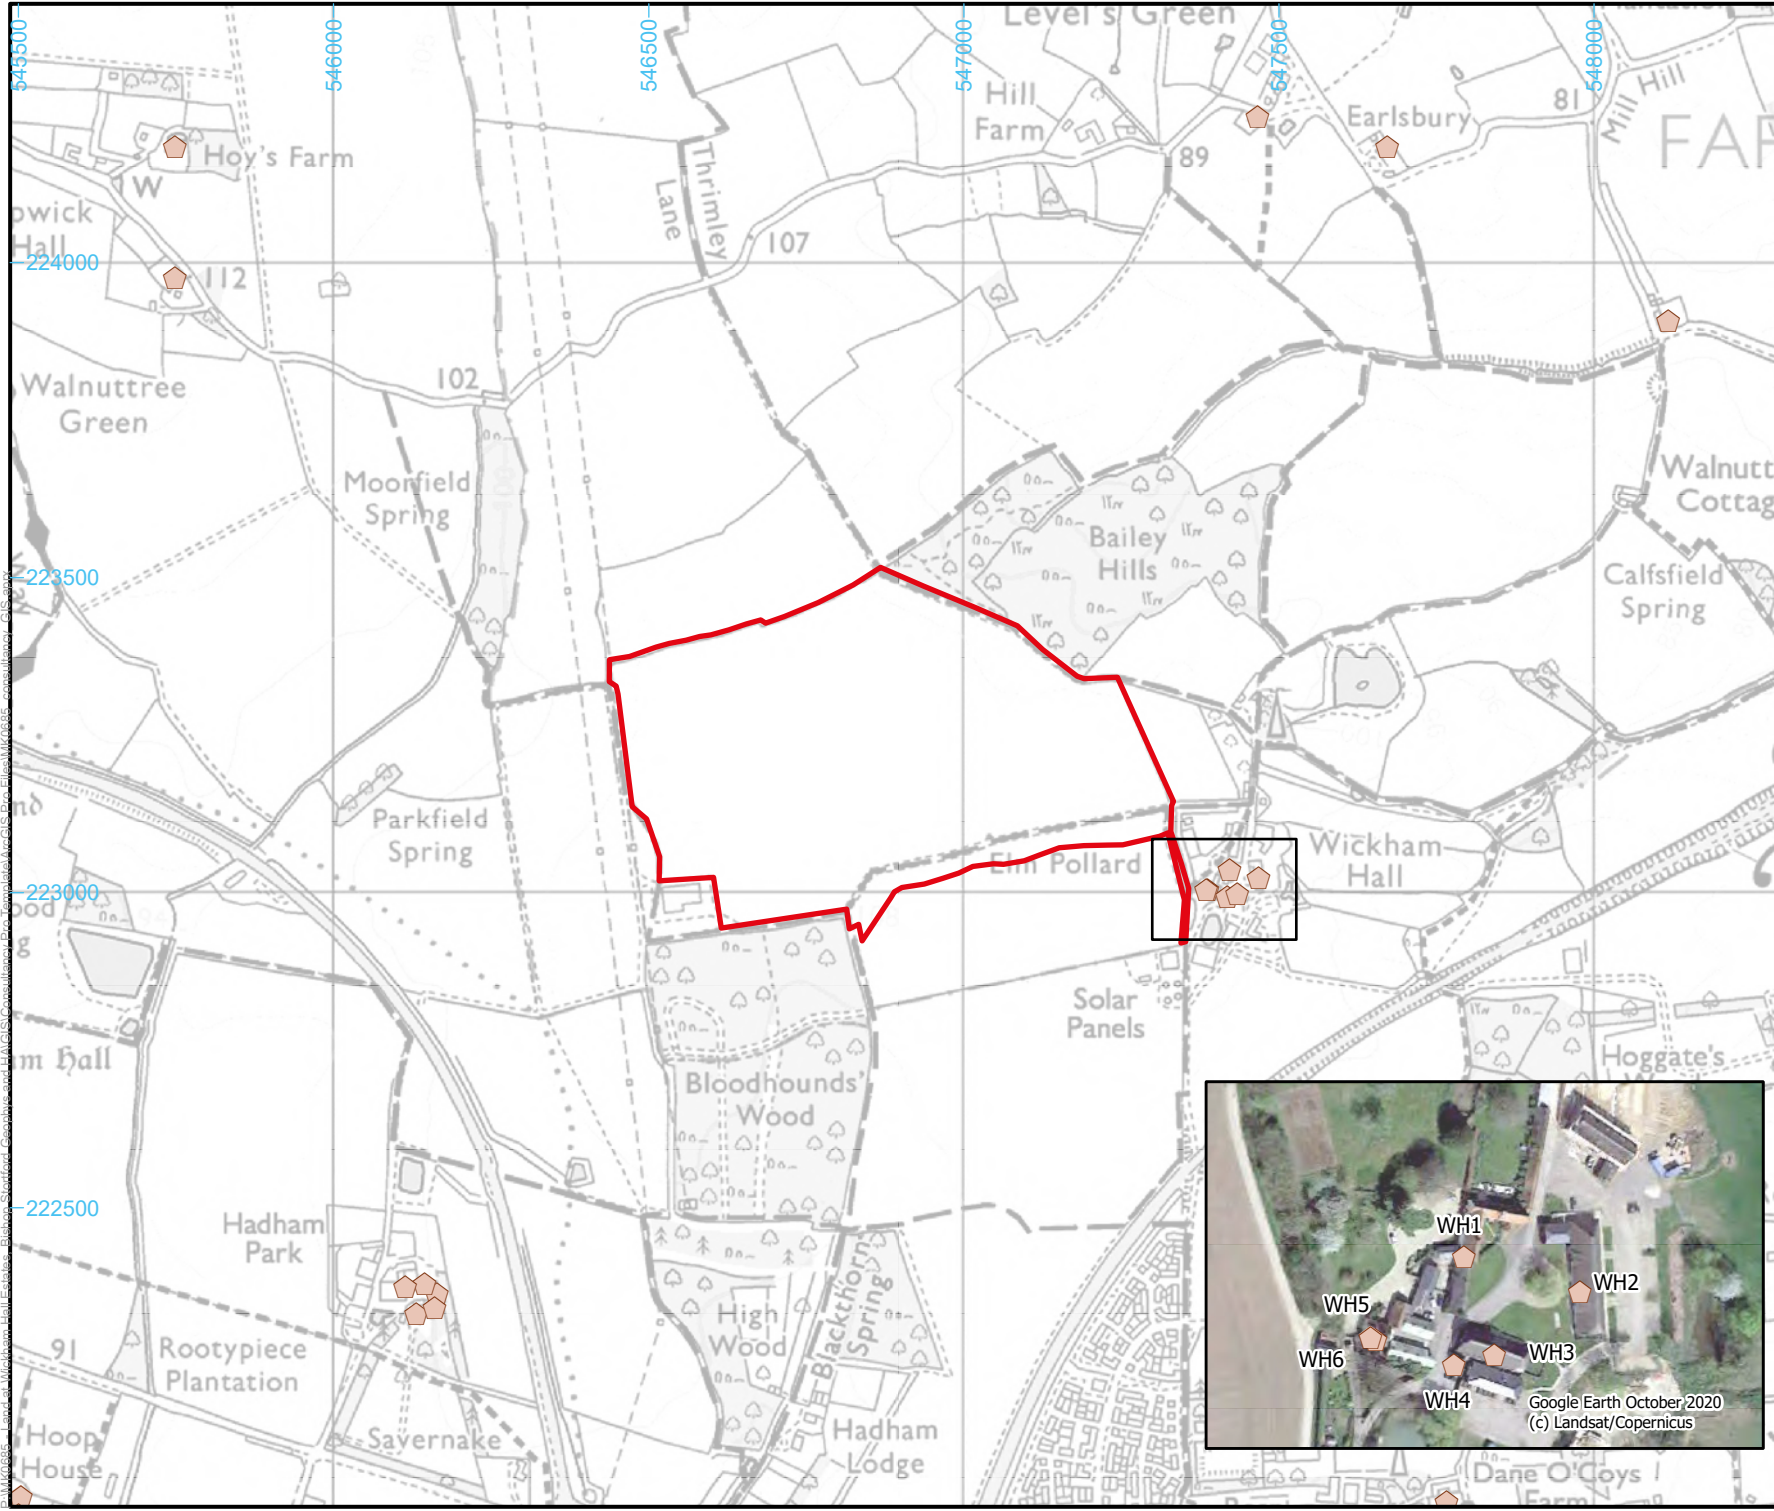 545500
546000
546500
547000
547500
548000
Level's Green
Hill
Farm
Earlsbury
81
Mill Hill
89
Hoy's Farm
W
Thrimley
Lane
Hall
224000
112
107
102
Walnuttree
Green
Moorfield
Spring
Bailey
Hills
Walnutt
Cottag
223500
Calfsfield
Spring
Parkfield
Spring
Elm Pollard
Wickham
Hall
223000
94
Solar
Panels
Hall
Bloodhounds'
Wood
Hoggate's
222500
Hadham
Park
High
Wood
Blackthorn
Spring
91
Rootypiece
Plantation
Savernake
Hadham
Lodge
Hoop
House
WH1
WH2
WH5
WH6
WH3
WH4
Google Earth October 2020
(c) Landsat/Copernicus
Dane O'Coys
Farm